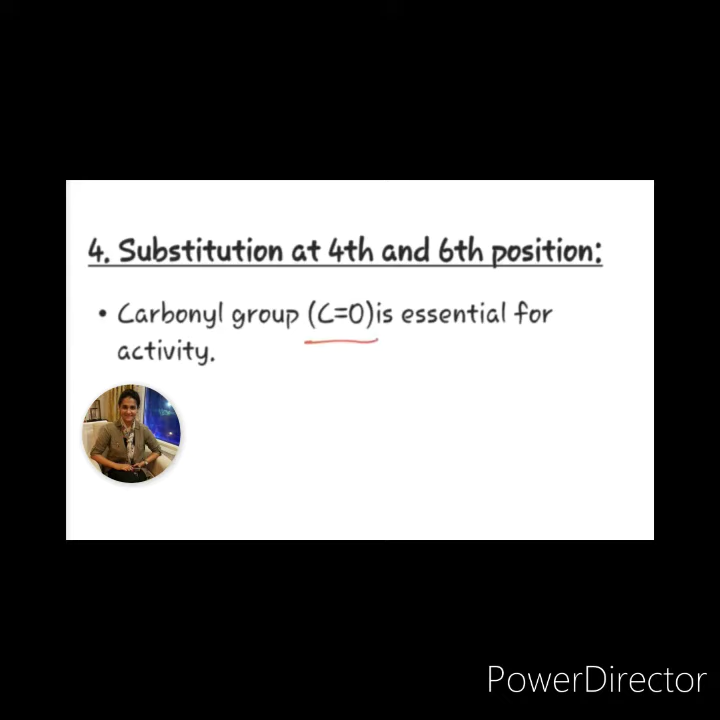 4. Substitution at 4th and 6th position:
• Carbonyl group (C=O)is essential for
activity.
PowerDirector